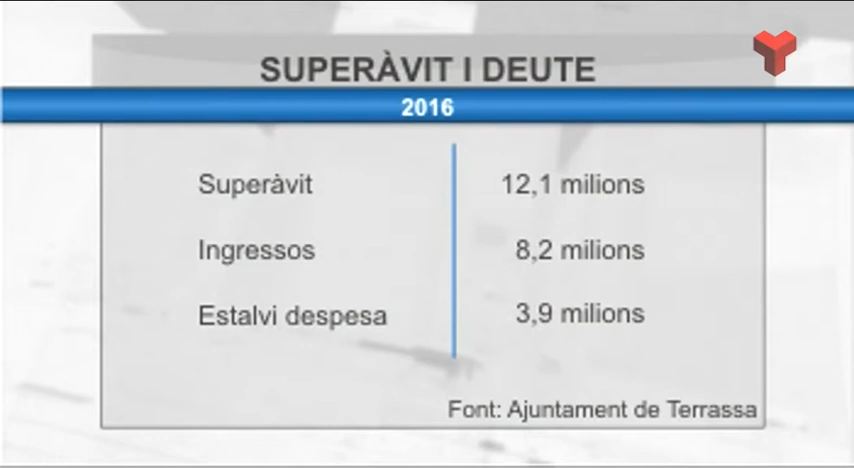 SUPERÀVIT I DEUTE
2016
Superàvit 12,1 milions
Ingressos 8,2 milions
Estalvi despesa 3,9 milions
Font: Ajuntament de Terrassa